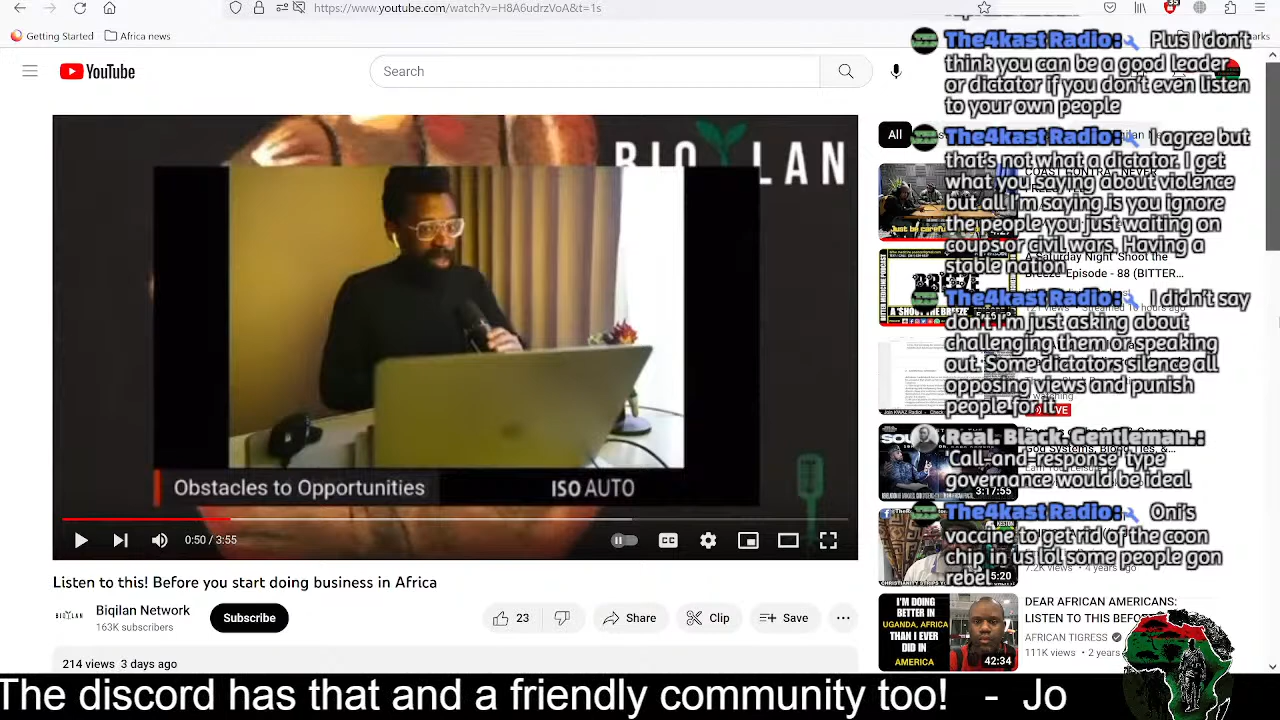 https://www.youtube.com/watch?v=H8A6udrzVoA&t=1s
Getting Started
Africa news
YouTube
Search
BIQ LAN
Obstacles to Opportunities
ISO AUTO
0:50 / 3:55
Listen to this! Before you start doing business in Africa
Biqilan Network
163K subscribers
Subscribe
23
Share
Clip
Save
214 views 3 days ago
All
The4kast Radio: Plus I don't
think you can be a good leader
or dictator if you don't even listen
to your own people
The4kast Radio: I agree but
that's not what a dictator. I get
what you saying about violence
but all I'm saying is you ignore
the people you just waiting on
coups or civil wars. Having a
stable nation
The4kast Radio: I didn't say
don't I'm just asking about
challenging them or speaking
out. Some dictators silence all
opposing views and punish
people for it
Real. Black. Gentleman.:
'Call-and-response' type
governance would be ideal
The4kast Radio: Oni's
vaccine to get rid of the coon
chip in us lol some people gon
rebel
Episode - 88 (BITTER...
3:17:55
5:20
4 years ago
I'M DOING
BETTER IN
UGANDA, AFRICA
THAN I EVER
DID IN
AMERICA
42:34
DEAR AFRICAN AMERICANS:
LISTEN TO THIS BEFO
AFRICAN TIGRESS
111K views • 2 years
The discord has that and a friendly community too! - Jo